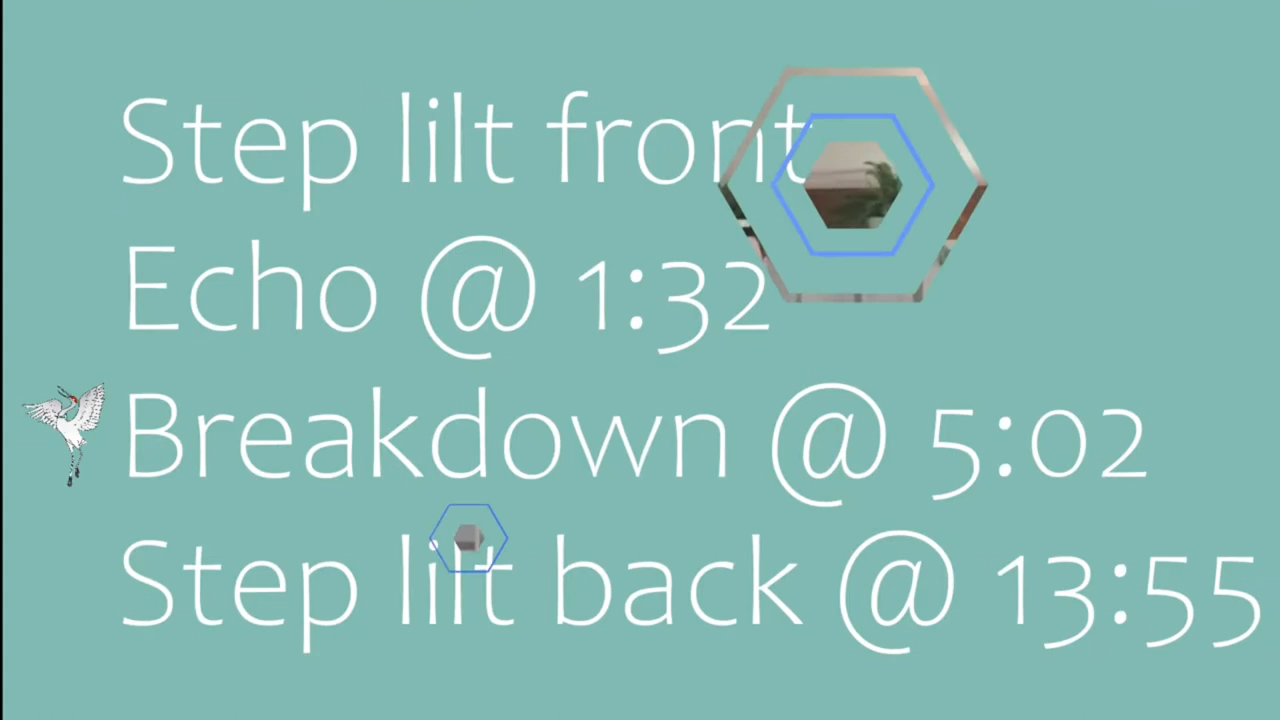 Step lilt front
Echo @ 1:32
Breakdown @ 5:02
Step lilt back @ 13:55